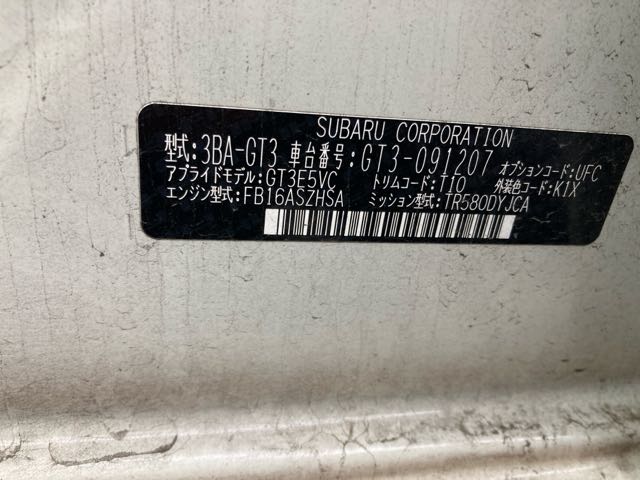 SUBARU CORPORATION
型式:3BA-GT3 車台番号:GT3-091207 オプションコード:UFC
アプライドモデル:GT3E5VC トリムコード:T10 外装色コード:K1X
エンジン型式:FB16ASZHSA ミッション型式:TR580DYJCA